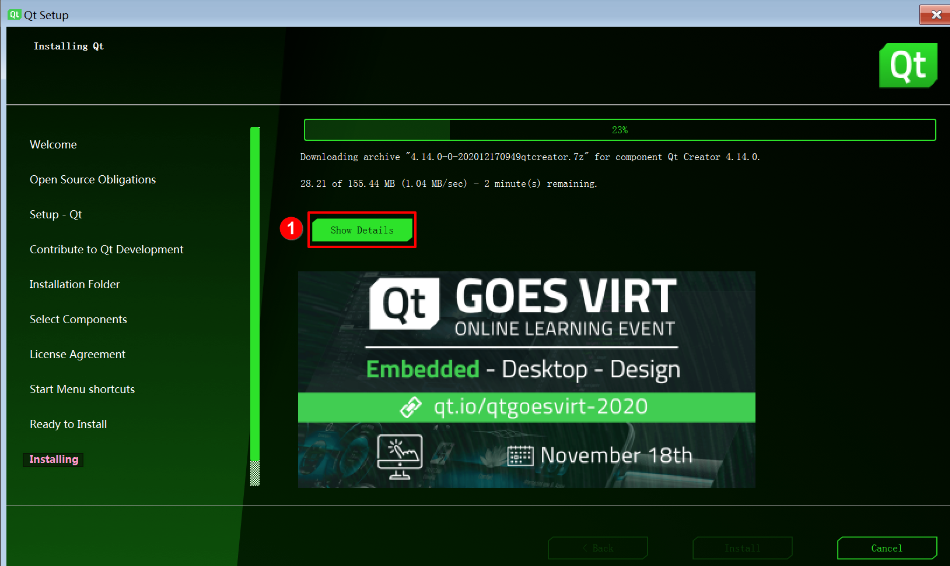 Qt Qt Setup
Installing Qt
Qt
Welcome
Open Source Obligations
Setup - Qt
Contribute to Qt Development
Installation Folder
Select Components
License Agreement
Start Menu shortcuts
Ready to Install
Installing
23%
Downloading archive "4.14.0-0-202012170949qtcreator.7z" for component Qt Creator 4.14.0.
28.21 of 155.44 MB (1.04 MB/sec) - 2 minute(s) remaining.
1
Show Details
Qt GOES VIRT
ONLINE LEARNING EVENT
Embedded - Desktop - Design
qt.io/qtgoesvirt-2020
November 18th
< Back
Install
Cancel